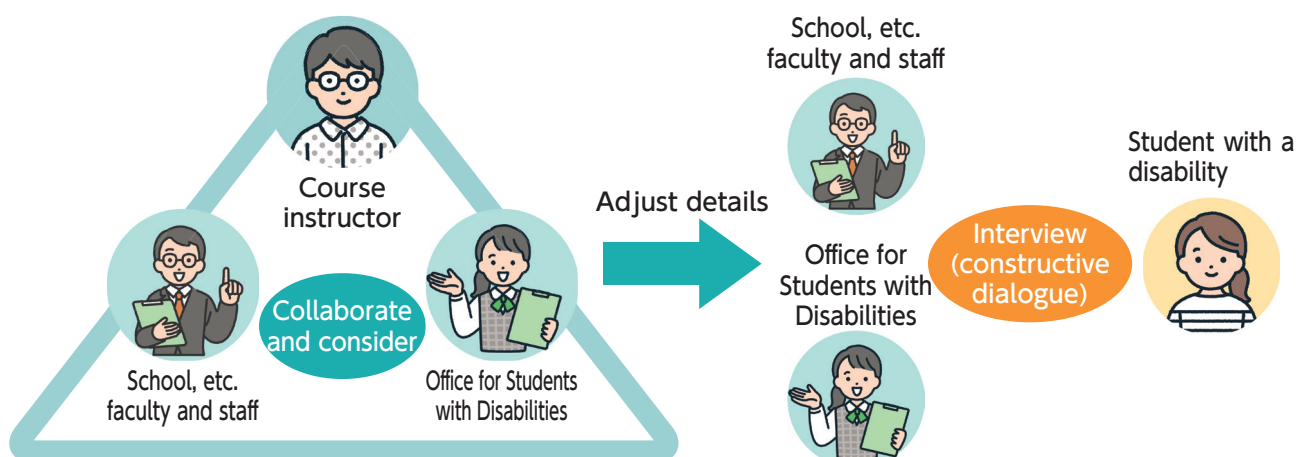 Course
instructor
School, etc.
faculty and staff
Collaborate
and consider
Office for Students
with Disabilities
Adjust details
School, etc.
faculty and staff
Office for
Students with
Disabilities
Interview
(constructive
dialogue)
Student with a
disability